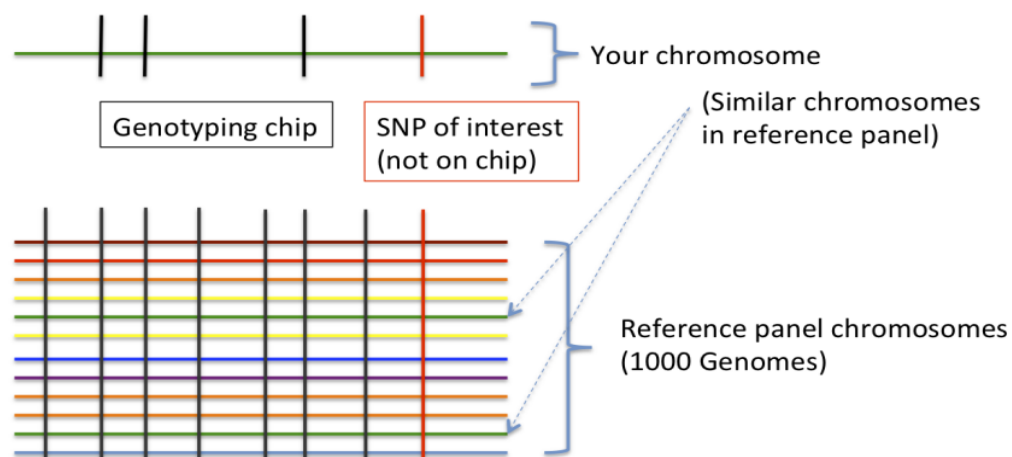 Your chromosome
Genotyping chip
SNP of interest
(not on chip)
(Similar chromosomes
in reference panel)
Reference panel chromosomes
(1000 Genomes)